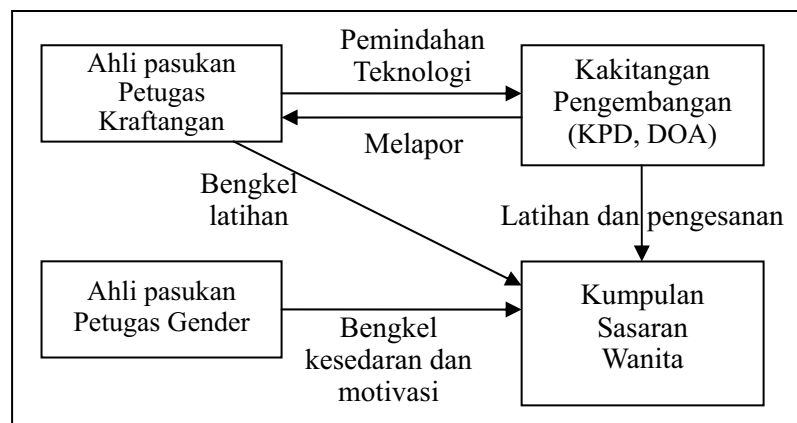 Ahli pasukan
Petugas
Kraftangan
Pemindahan
Teknologi
Melapor
Kakitangan
Pengembangan
(KPD, DOA)
Bengkel
latihan
Latihan dan pengesanan
Ahli pasukan
Petugas Gender
Bengkel
kesedaran dan
motivasi
Kumpulan
Sasaran
Wanita